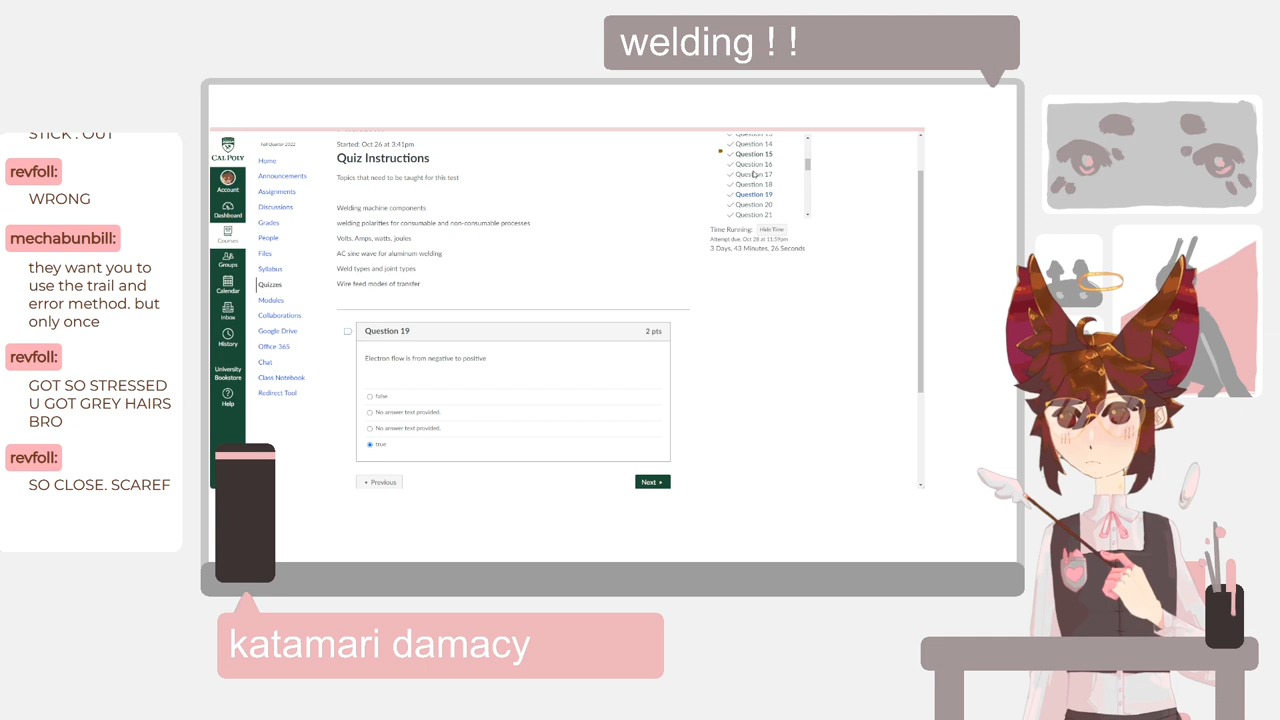 welding ! !
STICK . OUT
revfoll:
WRONG
mechabunbill:
they want you to
use the trail and
error method. but
only once
revfoll:
GOT SO STRESSED
U GOT GREY HAIRS
BRO
revfoll:
SO CLOSE. SCAREF
CAL POLY
Account
Dashboard
Courses
Groups
Calendar
Inbox
History
University
Bookstore
Help
Fall Quarter 2022
Home
Announcements
Assignments
Discussions
Grades
People
Files
Syllabus
Quizzes
Modules
Collaborations
Google Drive
Office 365
Chat
Class Notebook
Redirect Tool
Started: Oct 26 at 3:41pm
Quiz Instructions
Topics that need to be taught for this test
Welding machine components
welding polarities for consumable and non-consumable processes
Volts, Amps, watts, joules
AC sine wave for aluminum welding
Weld types and joint types
Wire feed modes of transfer
Question 19
2 pts
Electron flow is from negative to positive
false
No answer text provided.
No answer text provided.
true
◂ Previous
Next ▸
Question 14
Question 15
Question 16
Question 17
Question 18
Question 19
Question 20
Question 21
Time Running: Hide Time
Attempt due: Oct 28 at 11:59pm
3 Days, 43 Minutes, 26 Seconds
katamari damacy